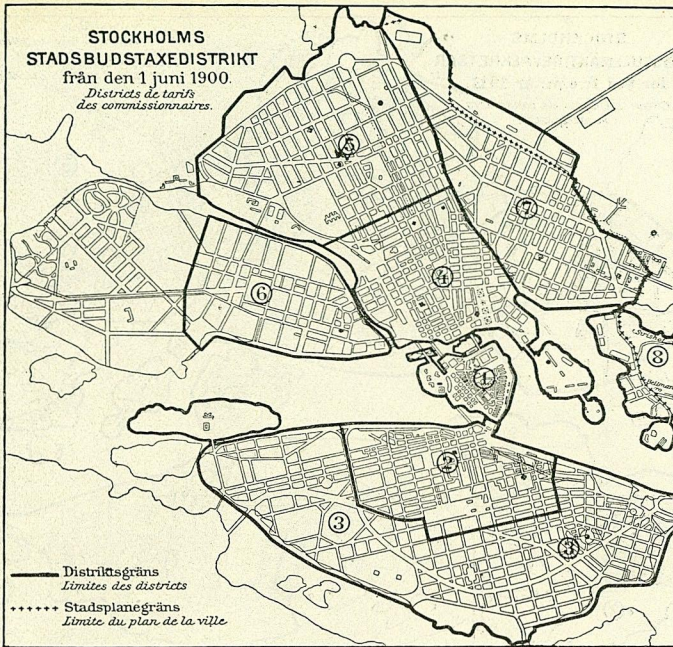 STOCKHOLMS
STADSBUDSTAXEDISTRIKT
från den 1 juni 1900.
Districts de tarifs
des commissionnaires.
5
7
4
6
8
1
2
3
3
Distriktsgräns
Limites des districts
Stadsplanegräns
Limite du plan de la ville